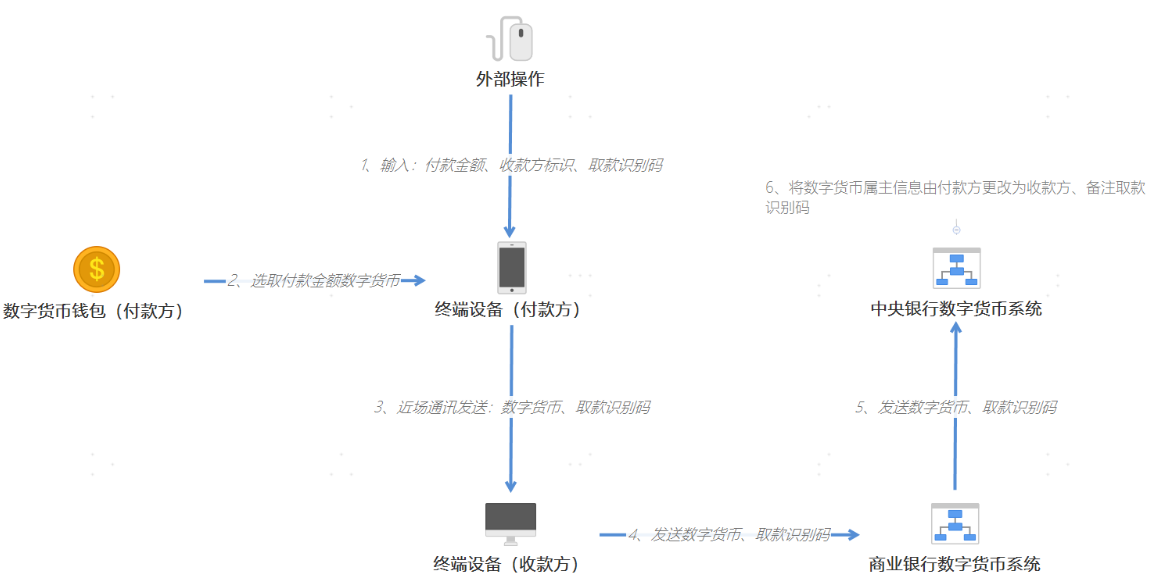 外部操作
1、输入：付款金额、收款方标识、取款识别码
6、将数字货币属主信息由付款方更改为收款方、备注取款
识别码
$
2、选取付款金额数字货币
数字货币钱包（付款方）
终端设备（付款方）
中央银行数字货币系统
3、近场通讯发送：数字货币、取款识别码
5、发送数字货币、取款识别码
4、发送数字货币、取款识别码
终端设备（收款方）
商业银行数字货币系统